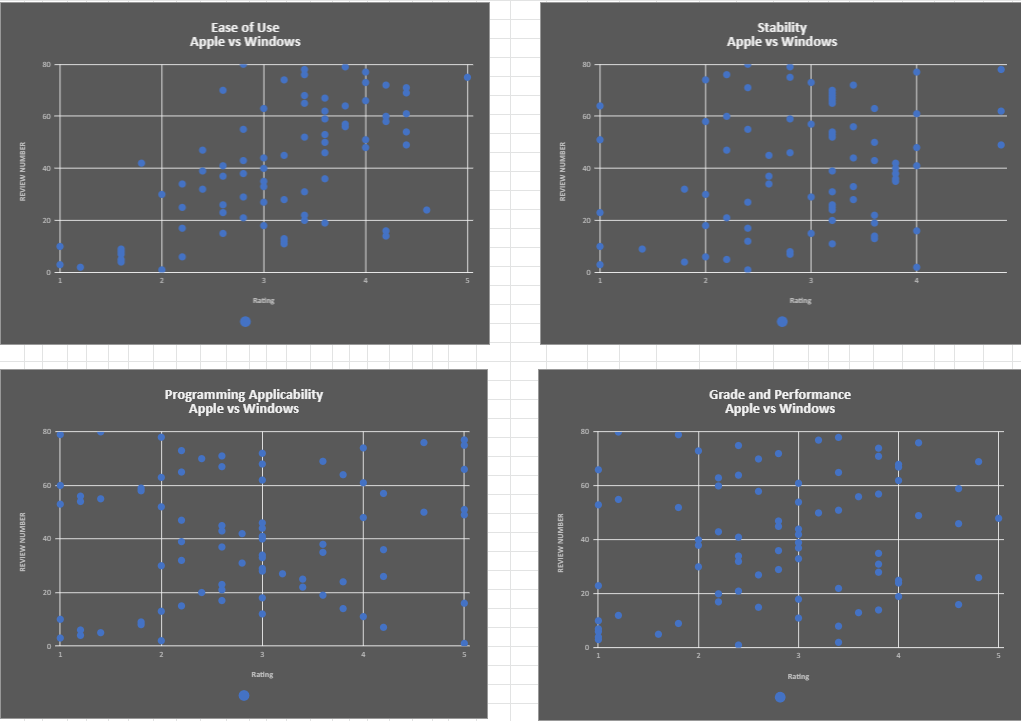 Ease of Use
Apple vs Windows
80
60
40
20
0
REVIEW NUMBER
1 2 3 4 5
Rating
Stability
Apple vs Windows
80
60
40
20
0
REVIEW NUMBER
1 2 3 4
Rating
Programming Applicability
Apple vs Windows
80
60
40
20
0
REVIEW NUMBER
1 2 3 4 5
Rating
Grade and Performance
Apple vs Windows
80
60
40
20
0
REVIEW NUMBER
1 2 3 4 5
Rating